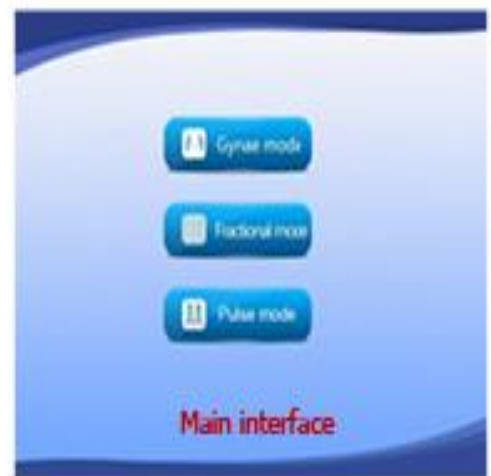 Gynae mode
Fractional mode
Pulse mode
Main interface